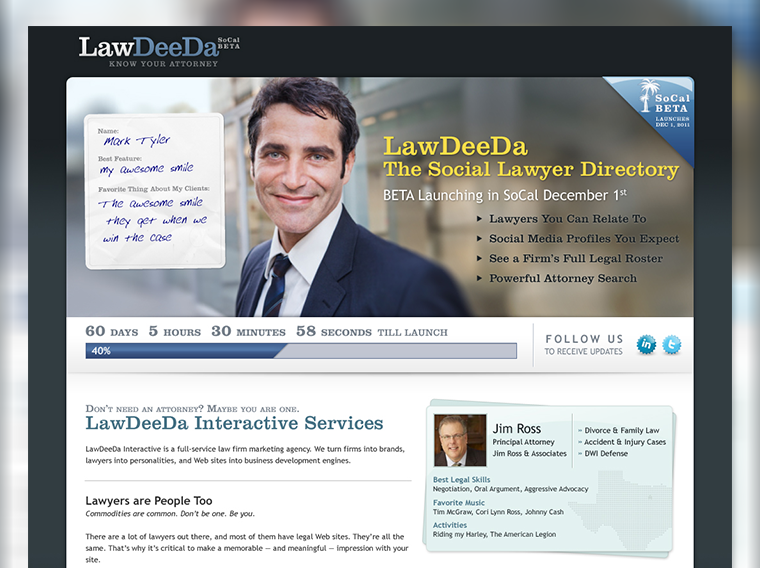 LawDeeDa SoCal BETA
KNOW YOUR ATTORNEY
SoCal
BETA
LAUNCHES
DEC 1, 2011
Name:
Mark Tyler
Best Feature:
my awesome smile
Favorite Thing About My Clients:
The awesome smile
they get when we
win the case
LawDeeDa
The Social Lawyer Directory
BETA Launching in SoCal December 1st
Lawyers You Can Relate To
Social Media Profiles You Expect
See a Firm's Full Legal Roster
Powerful Attorney Search
60 DAYS 5 HOURS 30 MINUTES 58 SECONDS TILL LAUNCH
40%
FOLLOW US
TO RECEIVE UPDATES
in t
Don't need an attorney? Maybe you are one.
LawDeeDa Interactive Services
LawDeeDa Interactive is a full-service law firm marketing agency. We turn firms into brands,
lawyers into personalities, and Web sites into business development engines.
Lawyers are People Too
Commodities are common. Don't be one. Be you.
There are a lot of lawyers out there, and most of them have legal Web sites. They're all the
same. That's why it's critical to make a memorable — and meaningful — impression with your
site.
Jim Ross
Principal Attorney
Jim Ross & Associates
Divorce & Family Law
Accident & Injury Cases
DWI Defense
Best Legal Skills
Negotiation, Oral Argument, Aggressive Advocacy
Favorite Music
Tim McGraw, Cori Lynn Ross, Johnny Cash
Activities
Riding my Harley, The American Legion